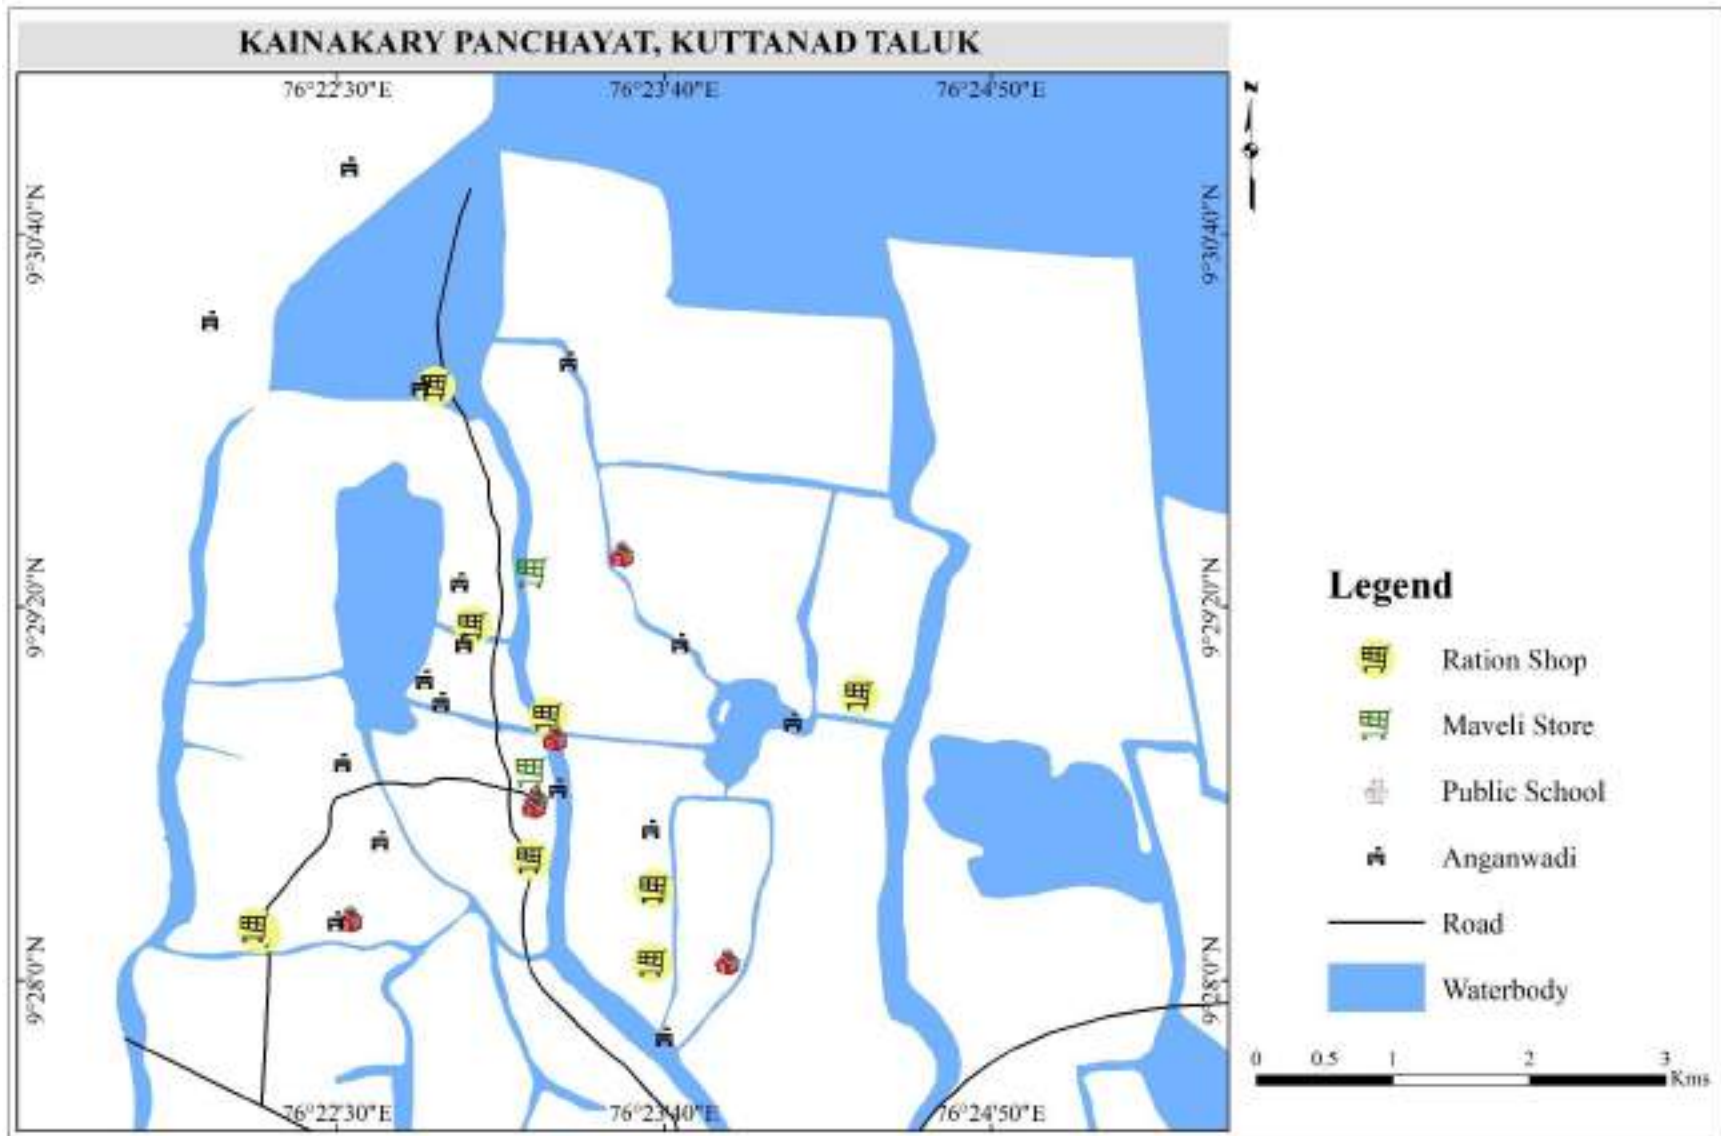 KAINAKARY PANCHAYAT, KUTTANAD TALUK
76°22'30"E
76°23'40"E
76°24'50"E
N
9°30'40"N
9°30'40"N
9°29'20"N
9°29'20"N
9°28'0"N
9°28'0"N
76°22'30"E
76°23'40"E
76°24'50"E
Legend
Ration Shop
Maveli Store
Public School
Anganwadi
Road
Waterbody
0 0.5 1 2 3
Kms